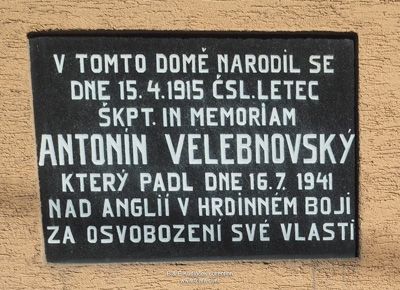 V TOMTO DOMĚ NARODIL SE
DNE 15.4.1915 ČSL.LETEC
ŠKPT. IN MEMORIAM
ANTONÍN VELEBNOVSKÝ
KTERÝ PADL DNE 16.7. 1941
NAD ANGLIÍ V HRDINNÉM BOJI
ZA OSVOBOZENÍ SVÉ VLASTI